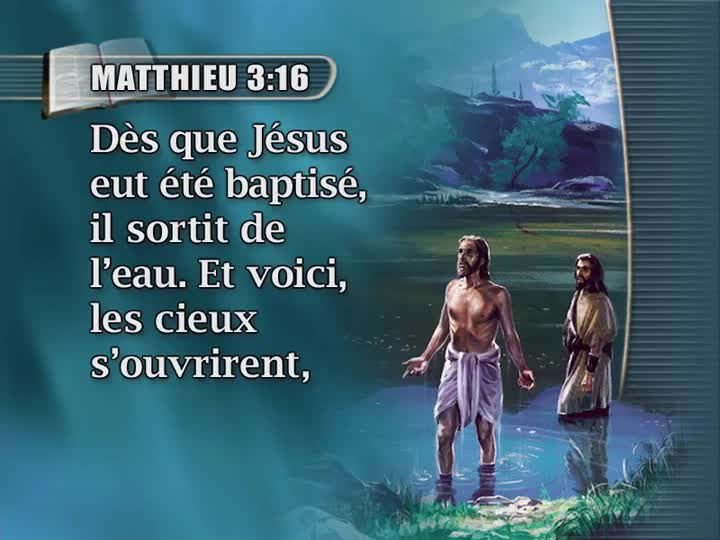 MATTHIEU 3:16
Dès que Jésus
eut été baptisé,
il sortit de
l’eau. Et voici,
les cieux
s’ouvrirent,